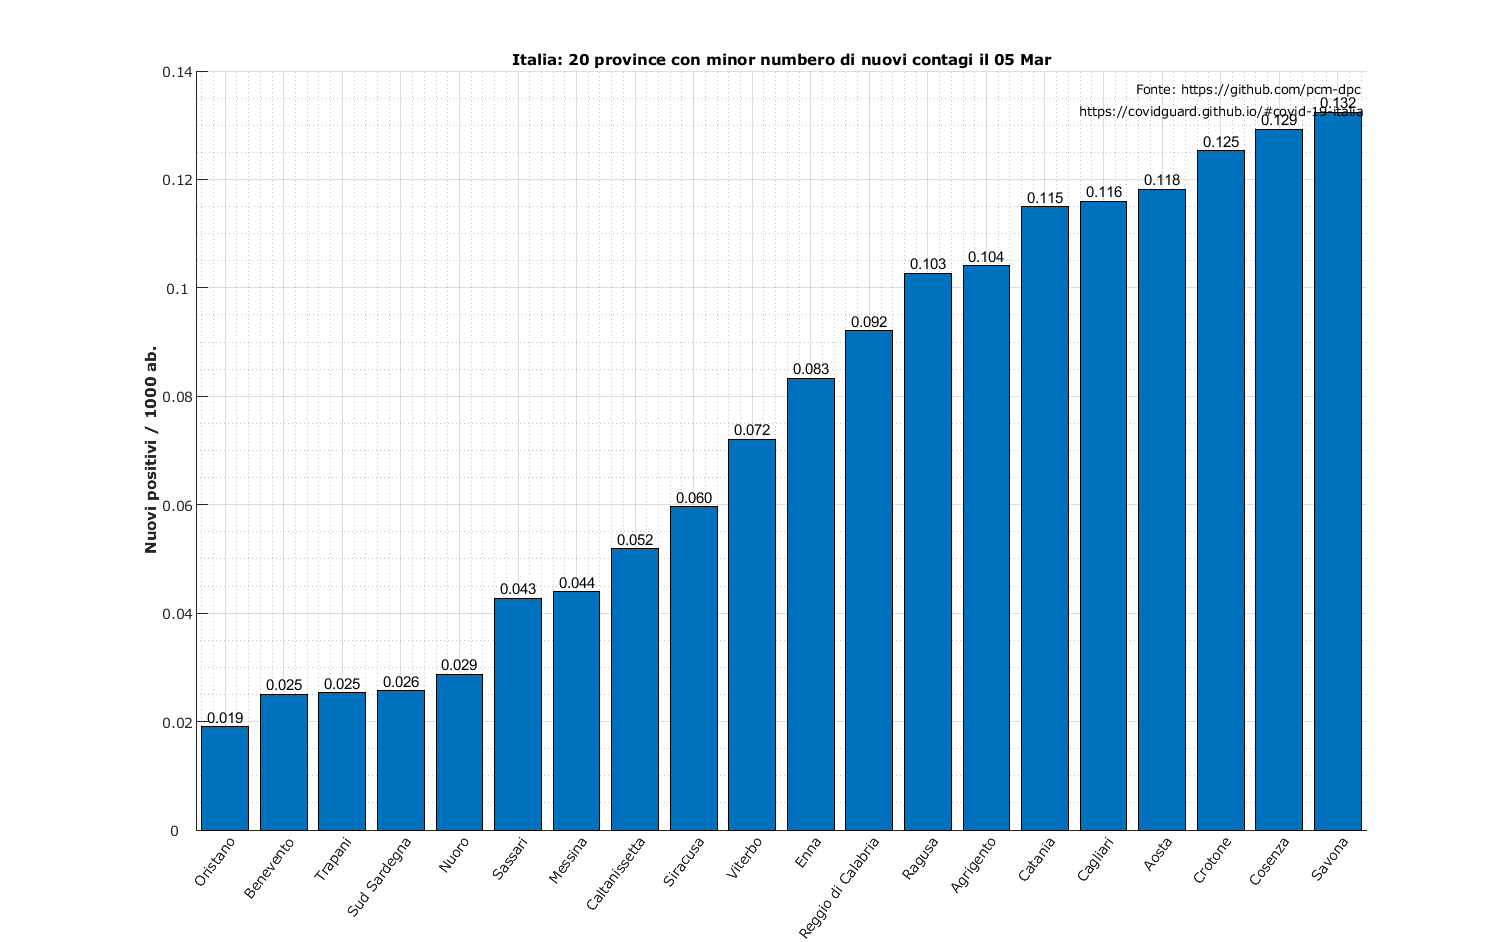 Italia: 20 province con minor numbero di nuovi contagi il 05 Mar
Fonte: https://github.com/pcm-dpc
https://covidguard.github.io/#covid-19-italia
Nuovi positivi / 1000 ab.
0.14
0.12
0.1
0.08
0.06
0.04
0.02
0
0.019
0.025
0.025
0.026
0.029
0.043
0.044
0.052
0.060
0.072
0.083
0.092
0.103
0.104
0.115
0.116
0.118
0.125
0.129
0.132
Oristano
Benevento
Trapani
Sud Sardegna
Nuoro
Sassari
Messina
Caltanissetta
Siracusa
Viterbo
Enna
Reggio di Calabria
Ragusa
Agrigento
Catania
Cagliari
Aosta
Crotone
Cosenza
Savona